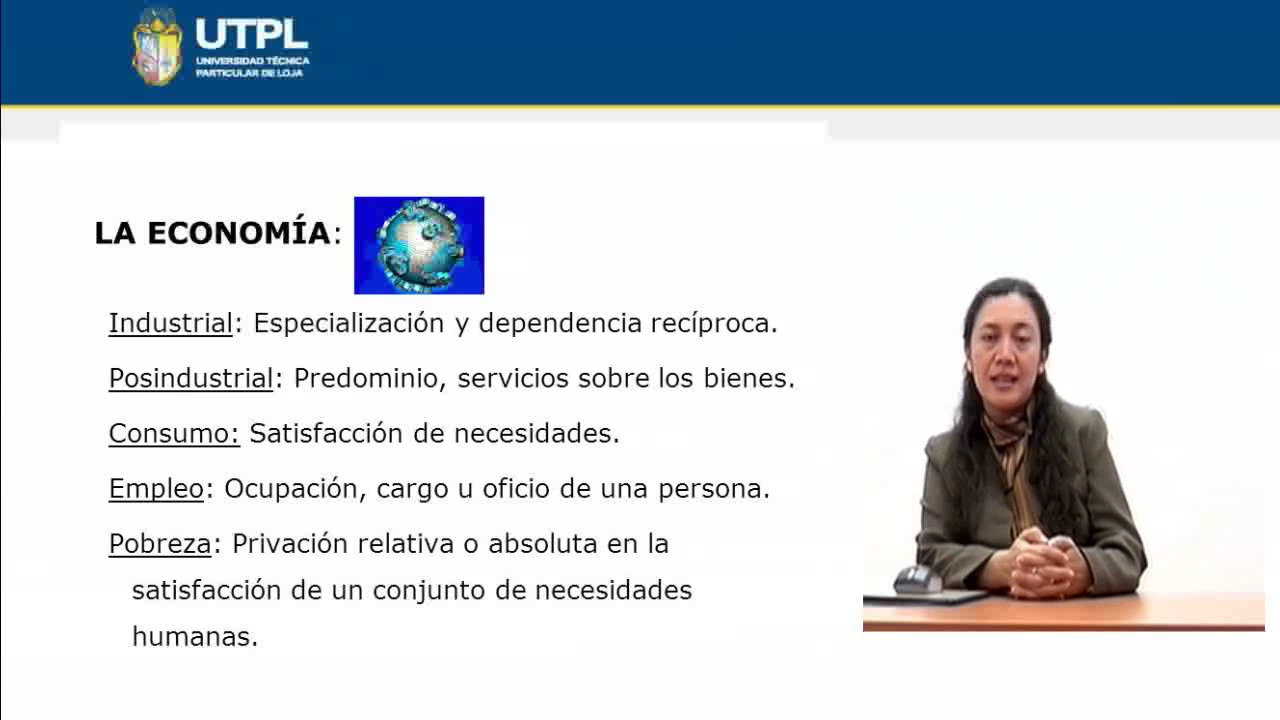 UTPL
UNIVERSIDAD TÉCNICA
PARTICULAR DE LOJA
LA ECONOMÍA:
Industrial: Especialización y dependencia recíproca.
Posindustrial: Predominio, servicios sobre los bienes.
Consumo: Satisfacción de necesidades.
Empleo: Ocupación, cargo u oficio de una persona.
Pobreza: Privación relativa o absoluta en la
satisfacción de un conjunto de necesidades
humanas.